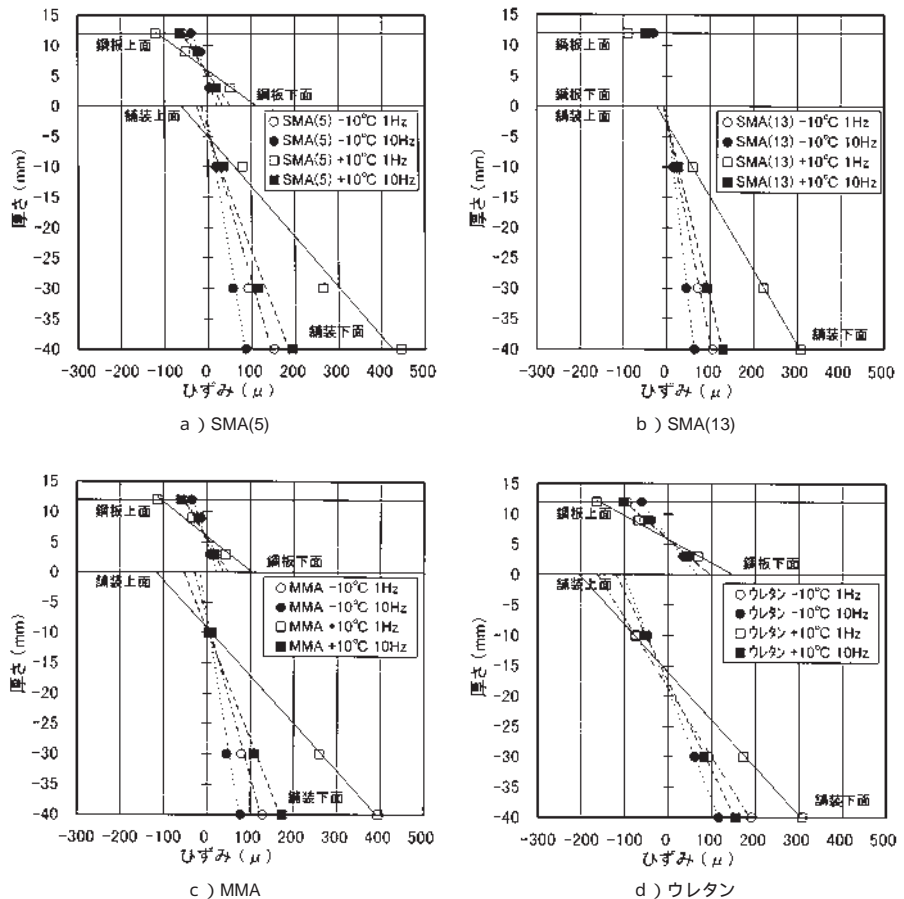 15
10
5
0
-5
-10
-15
-20
-25
-30
-35
-40
厚さ(mm)
鋼板上面
鋼板下面
舗装上面
SMA(5) -10℃ 1Hz
SMA(5) -10℃ 10Hz
SMA(5) +10℃ 1Hz
SMA(5) +10℃ 10Hz
舗装下面
-300 -200 -100 0 100 200 300 400 500
ひずみ(μ)
a)SMA(5)
15
10
5
0
-5
-10
-15
-20
-25
-30
-35
-40
厚さ(mm)
鋼板上面
鋼板下面
舗装上面
SMA(13) -10℃ 1Hz
SMA(13) -10℃ 10Hz
SMA(13) +10℃ 1Hz
SMA(13) +10℃ 10Hz
舗装下面
-300 -200 -100 0 100 200 300 400 500
ひずみ(μ)
b)SMA(13)
15
10
5
0
-5
-10
-15
-20
-25
-30
-35
-40
厚さ(mm)
鋼板上面
鋼板下面
舗装上面
MMA -10℃ 1Hz
MMA -10℃ 10Hz
MMA +10℃ 1Hz
MMA +10℃ 10Hz
舗装下面
-300 -200 -100 0 100 200 300 400 500
ひずみ(μ)
c)MMA
15
10
5
0
-5
-10
-15
-20
-25
-30
-35
-40
厚さ(mm)
鋼板上面
鋼板下面
舗装上面
ウレタン -10℃ 1Hz
ウレタン -10℃ 10Hz
ウレタン +10℃ 1Hz
ウレタン +10℃ 10Hz
舗装下面
-300 -200 -100 0 100 200 300 400 500
ひずみ(μ)
d)ウレタン